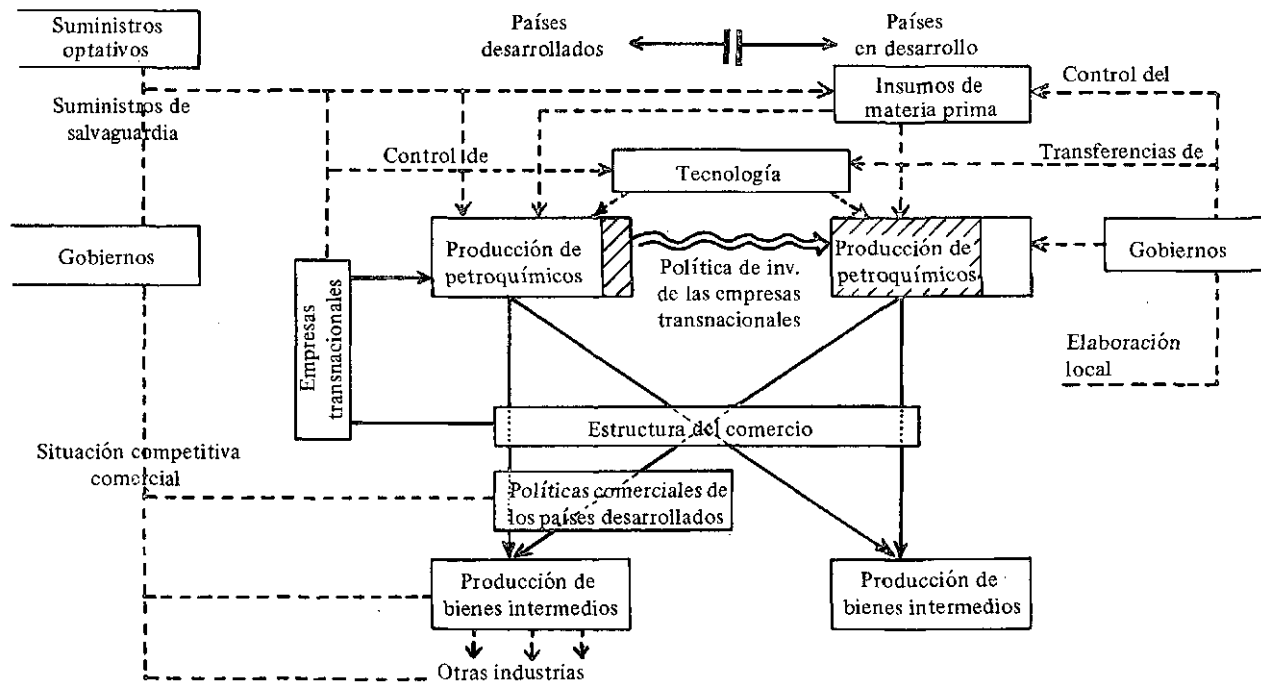 Suministros
optativos
Países
desarrollados
Países
en desarrollo
Suministros de
salvaguardia
Insumos de
materia prima
Control del
Control de
Tecnología
Transferencias de
Gobiernos
Producción de
petroquímicos
Política de inv.
de las empresas
transnacionales
Producción de
petroquímicos
Gobiernos
Empresas
transnacionales
Elaboración
local
Estructura del comercio
Situación competitiva
comercial
Políticas comerciales de
los países desarrollados
Producción de
bienes intermedios
Producción de
bienes intermedios
Otras industrias